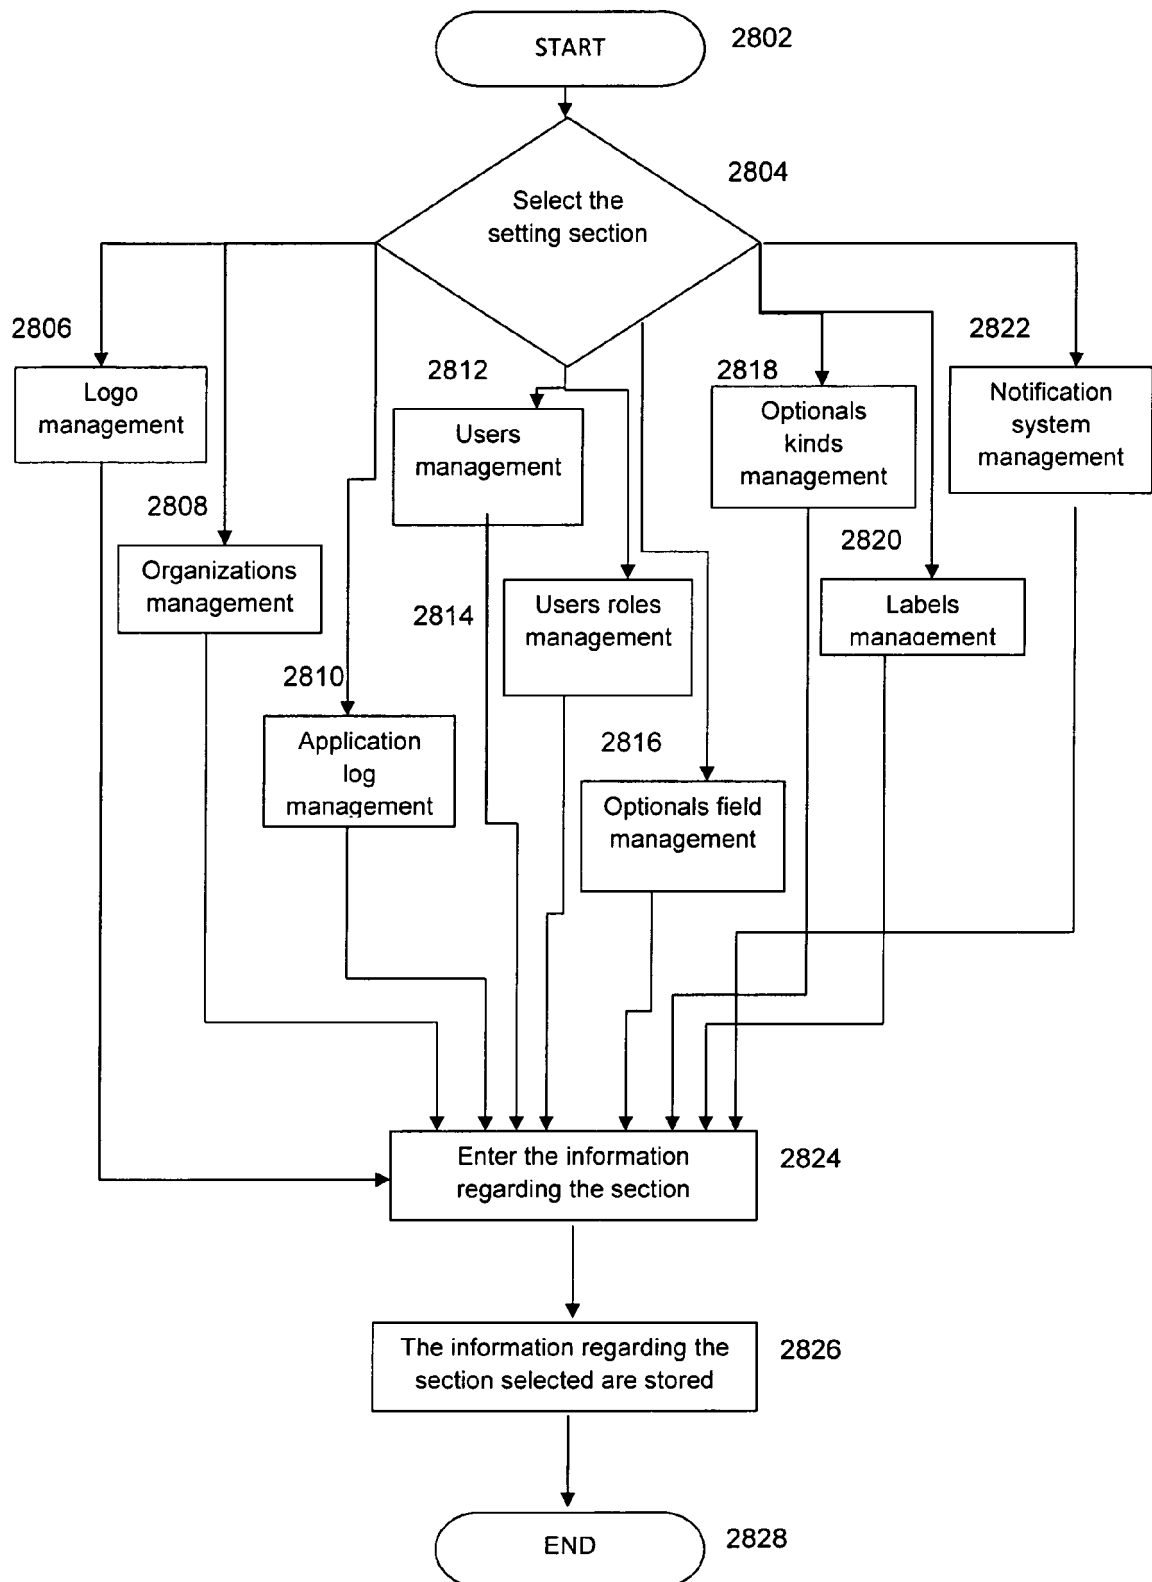 START
2802
2804
Select the
setting section
2806
Logo
management
2808
Organizations
management
2810
Application
log
management
2812
Users
management
2814
Users roles
management
2816
Optionals field
management
2818
Optionals
kinds
management
2820
Labels
management
2822
Notification
system
management
Enter the information
regarding the section
2824
The information regarding the
section selected are stored
2826
END
2828